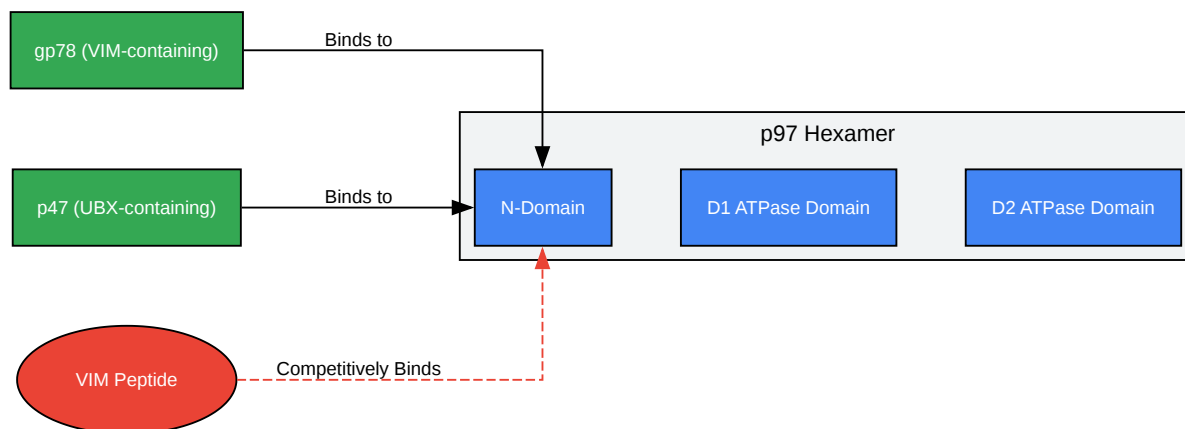 gp78 (VIM-containing)
Binds to
p97 Hexamer
p47 (UBX-containing)
Binds to
N-Domain
D1 ATPase Domain
D2 ATPase Domain
VIM Peptide
Competitively Binds